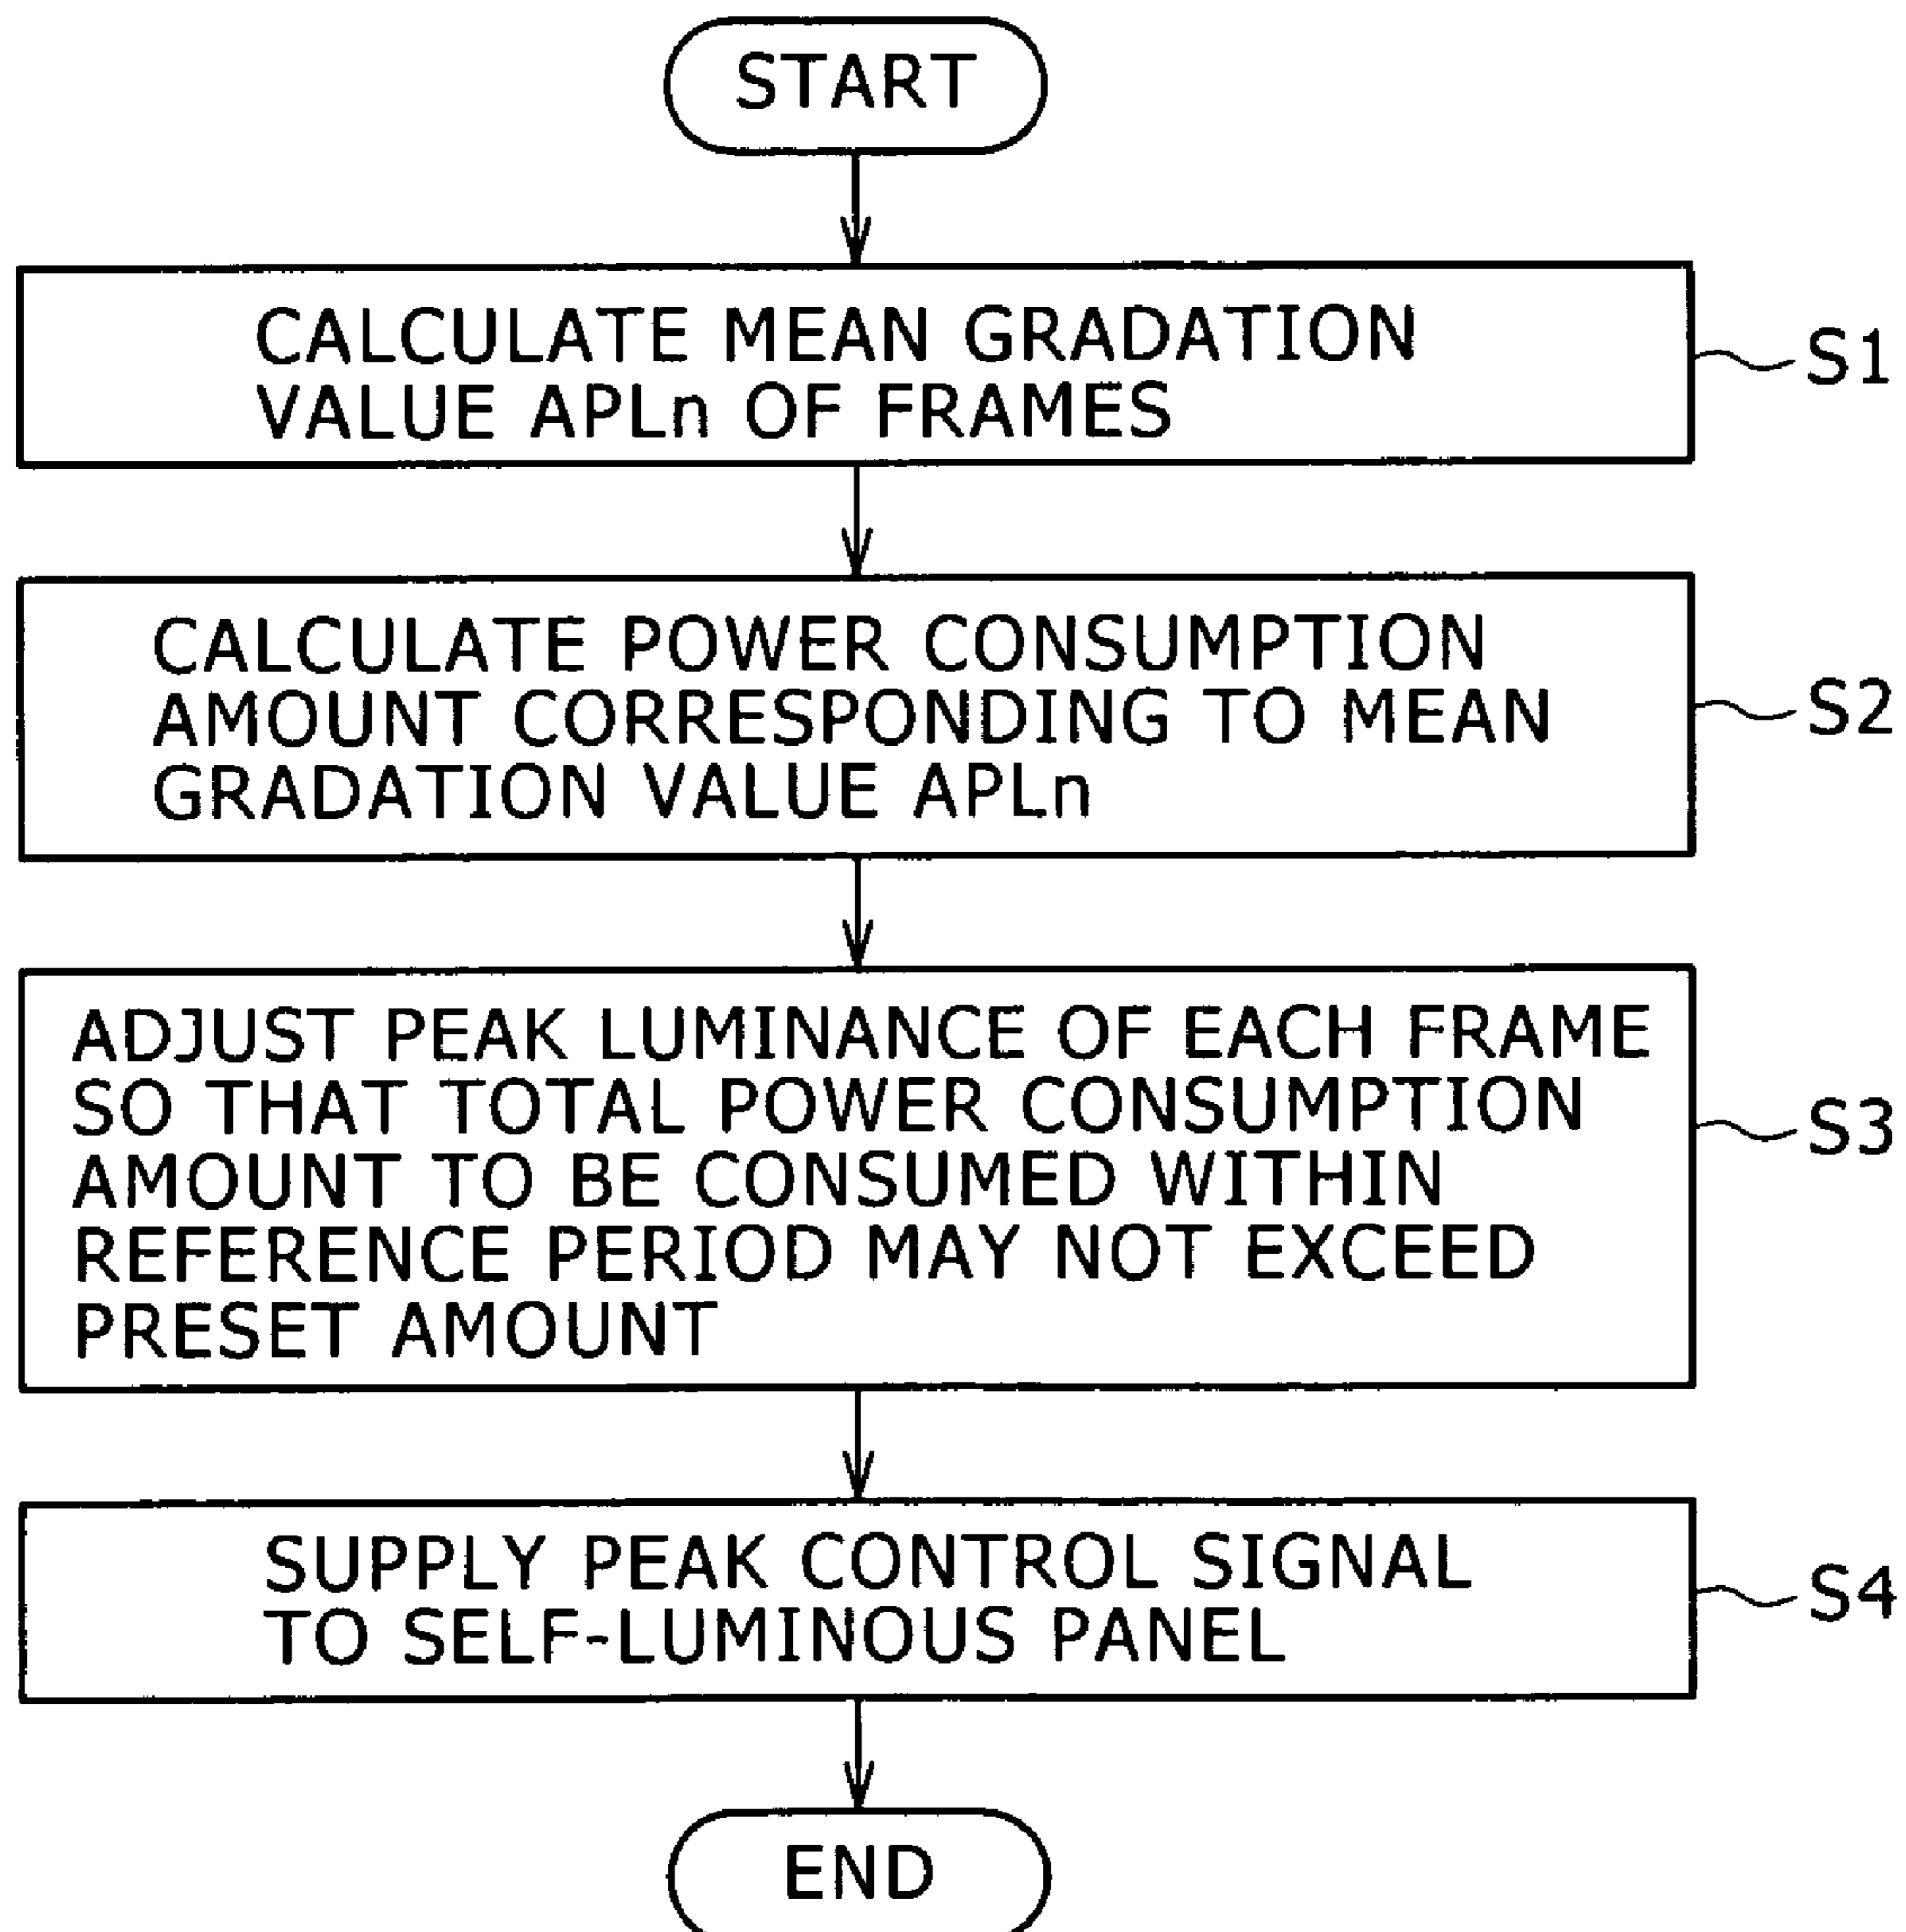 START
CALCULATE MEAN GRADATION
VALUE APLn OF FRAMES
S1
CALCULATE POWER CONSUMPTION
AMOUNT CORRESPONDING TO MEAN
GRADATION VALUE APLn
S2
ADJUST PEAK LUMINANCE OF EACH FRAME
SO THAT TOTAL POWER CONSUMPTION
AMOUNT TO BE CONSUMED WITHIN
REFERENCE PERIOD MAY NOT EXCEED
PRESET AMOUNT
S3
SUPPLY PEAK CONTROL SIGNAL
TO SELF-LUMINOUS PANEL
S4
END